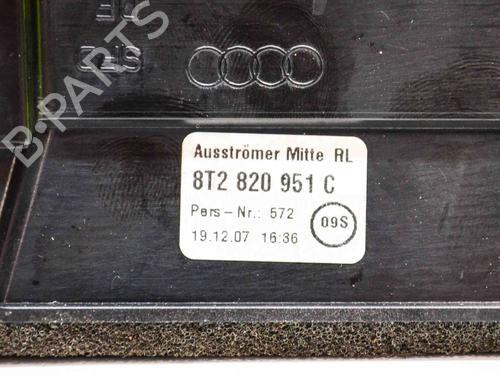 Ausströmer Mitte RL
8T2 820 951 C
Pers-Nr.: 572
09S
19.12.07 16:36
B-PARTS